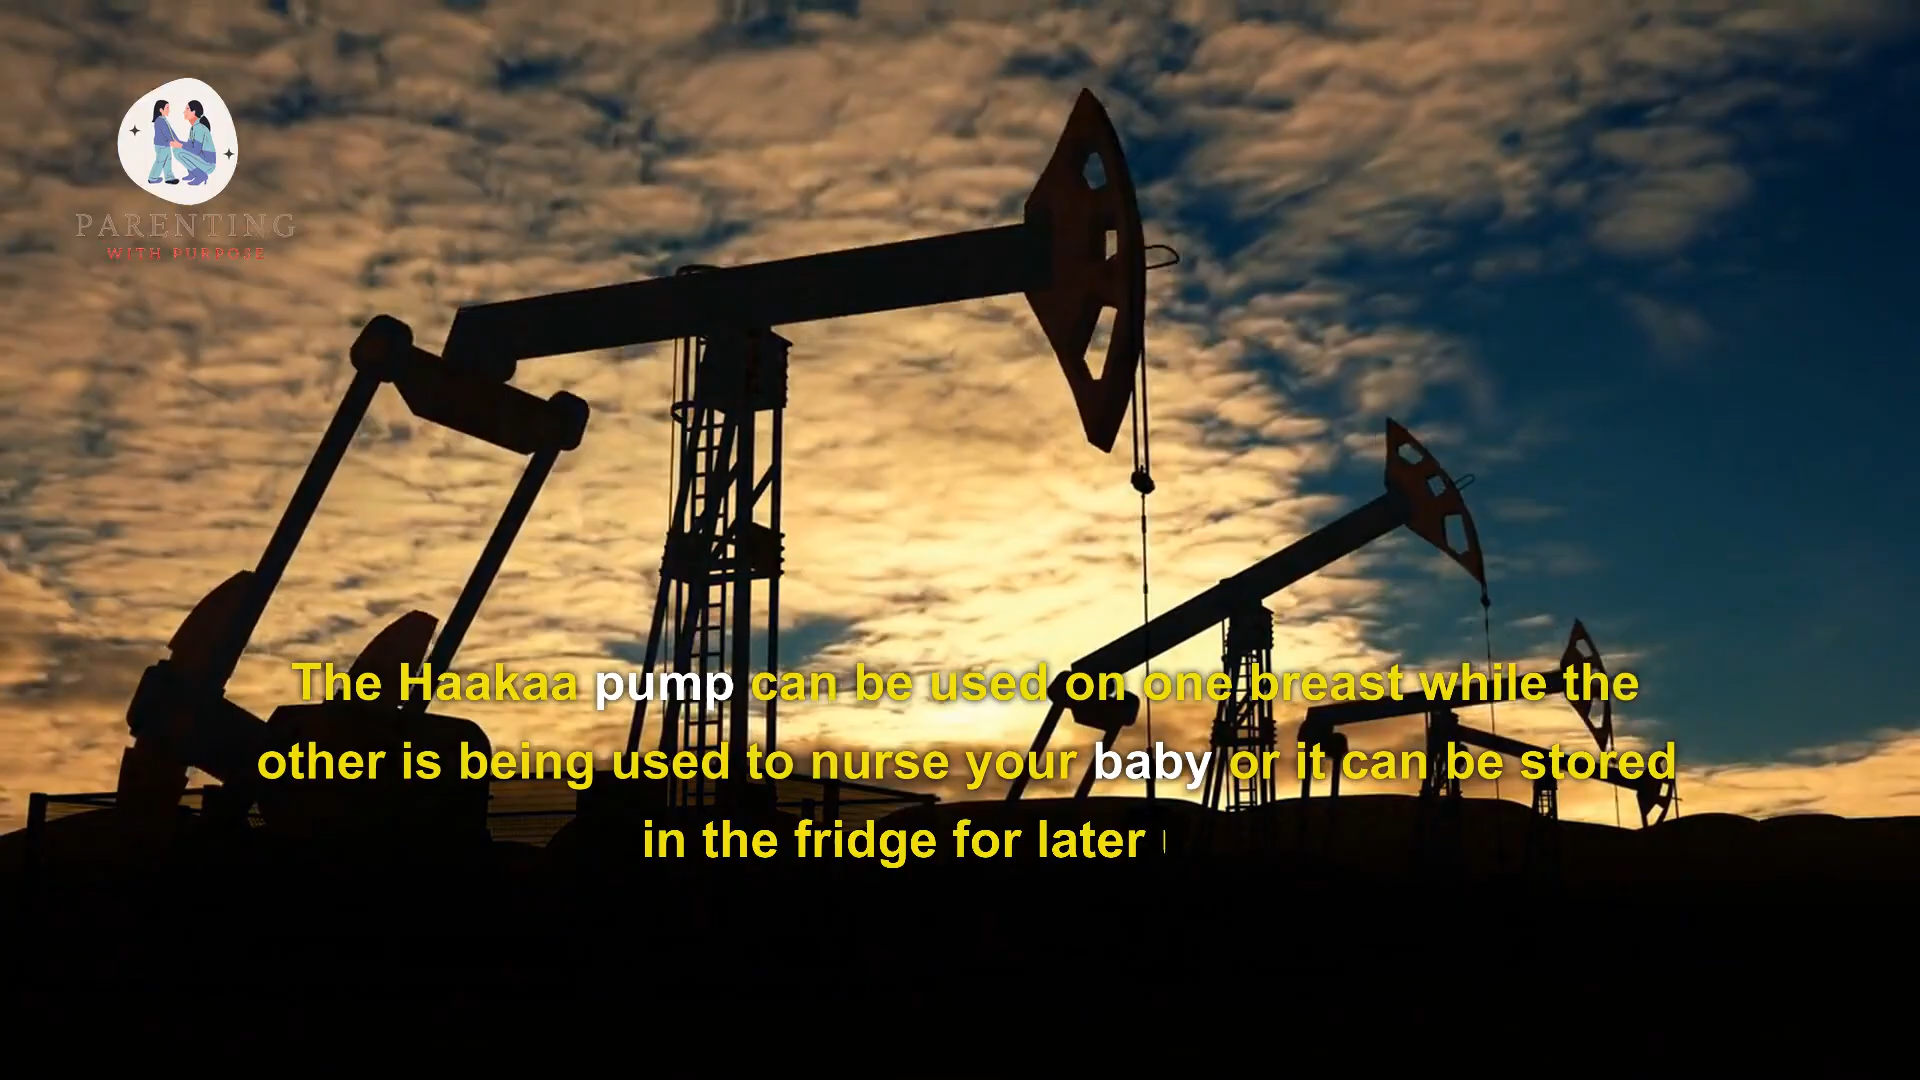 PARENTING
WITH PURPOSE
The Haakaa pump can be used on one breast while the
other is being used to nurse your baby or it can be stored
in the fridge for later